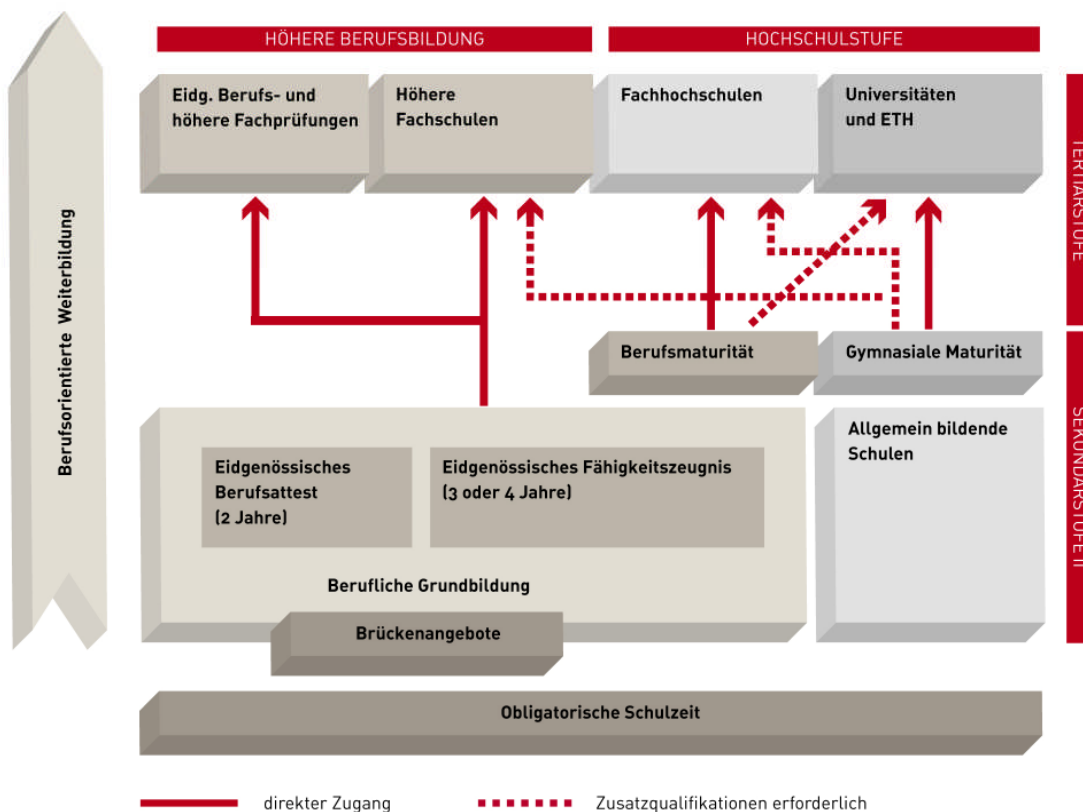 HÖHERE BERUFSBILDUNG
HOCHSCHULSTUFE
Eidg. Berufs- und
höhere Fachprüfungen
Höhere
Fachschulen
Fachhochschulen
Universitäten
und ETH
TERTIÄRSTUFE
Berufsorientierte Weiterbildung
Berufsmaturität
Gymnasiale Maturität
SEKUNDARSTUFE II
Eidgenössisches
Berufsattest
(2 Jahre)
Eidgenössisches Fähigkeitszeugnis
(3 oder 4 Jahre)
Allgemein bildende
Schulen
Berufliche Grundbildung
Brückenangebote
Obligatorische Schulzeit
direkter Zugang
Zusatzqualifikationen erforderlich